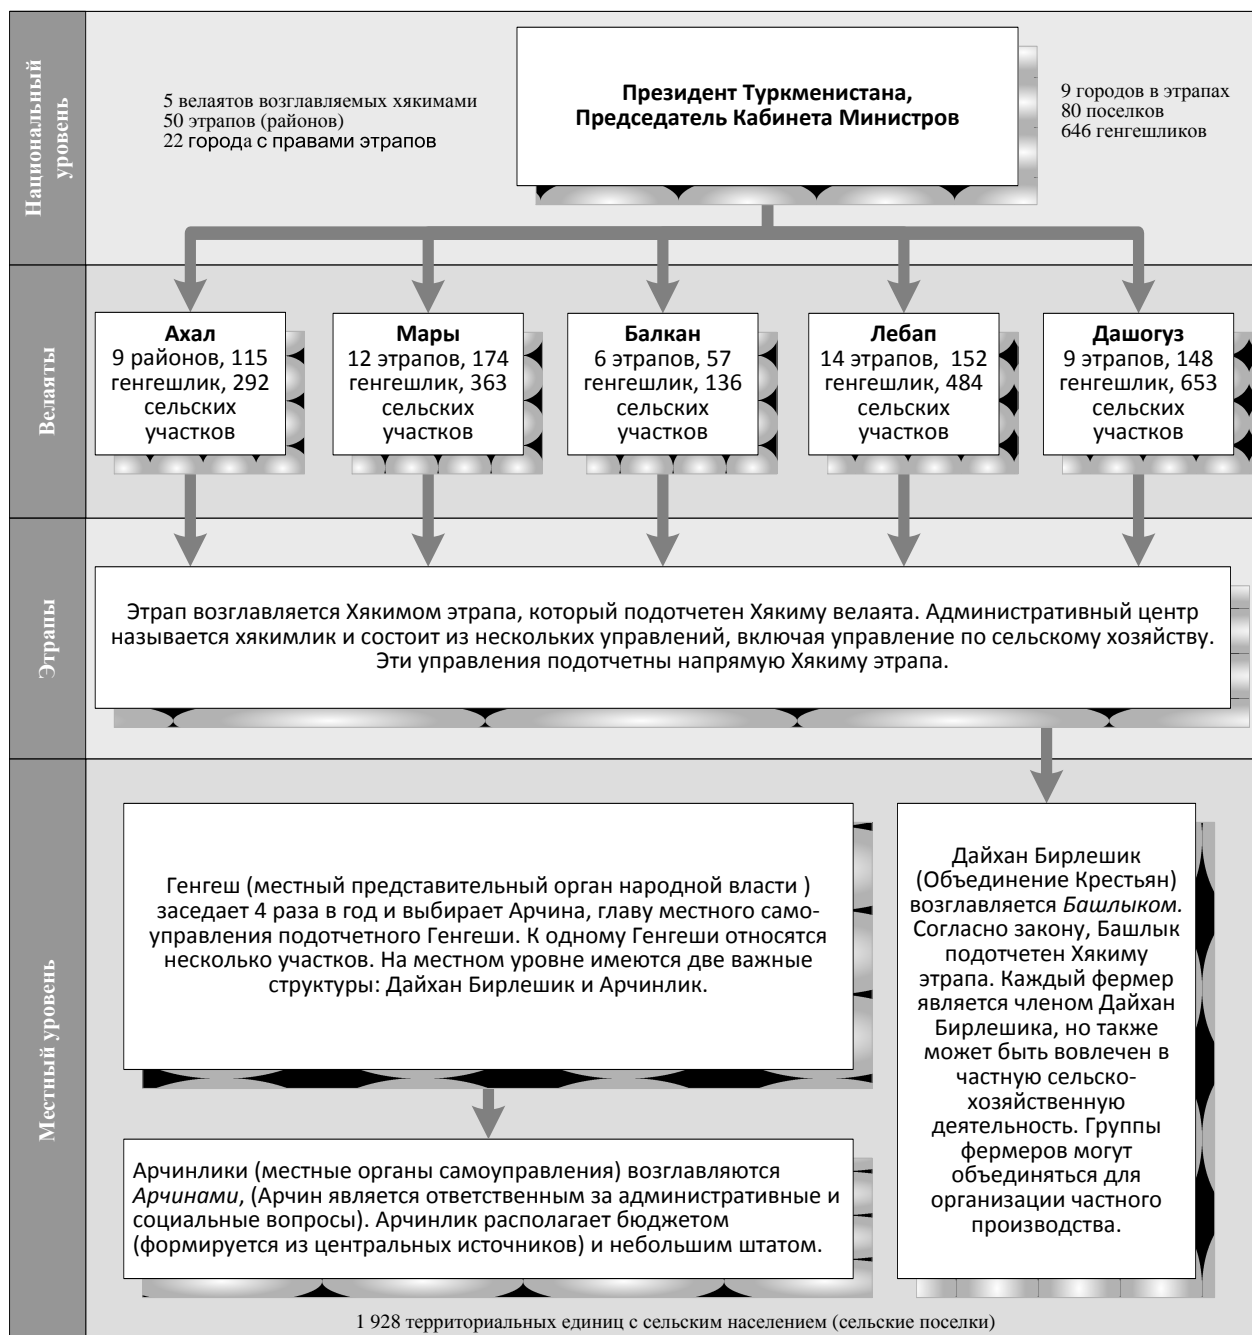 Национальный
уровень
5 велаятов возглавляемых хякимами
50 этрапов (районов)
22 города с правами этрапов
Президент Туркменистана,
Председатель Кабинета Министров
9 городов в этрапах
80 поселков
646 генгешликов
Велаяты
Ахал
9 районов, 115
генгешлик, 292
сельских
участков
Мары
12 этрапов, 174
генгешлик, 363
сельских
участков
Балкан
6 этрапов, 57
генгешлик, 136
сельских
участков
Лебап
14 этрапов, 152
генгешлик, 484
сельских
участков
Дашогуз
9 этрапов, 148
генгешлик, 653
сельских
участков
Этрапы
Этрап возглавляется Хякимом этрапа, который подотчетен Хякиму велаята. Административный центр
называется хякимлик и состоит из нескольких управлений, включая управление по сельскому хозяйству.
Эти управления подотчетны напрямую Хякиму этрапа.
Местный уровень
Генгеш (местный представительный орган народной власти )
заседает 4 раза в год и выбирает Арчина, главу местного само-
управления подотчетного Генгеши. К одному Генгеши относятся
несколько участков. На местном уровне имеются две важные
структуры: Дайхан Бирлешик и Арчинлик.
Арчинлики (местные органы самоуправления) возглавляются
Арчинами, (Арчин является ответственным за административные и
социальные вопросы). Арчинлик располагает бюджетом
(формируется из центральных источников) и небольшим штатом.
Дайхан Бирлешик
(Объединение Крестьян)
возглавляется Башлыком.
Согласно закону, Башлык
подотчетен Хякиму
этрапа. Каждый фермер
является членом Дайхан
Бирлешика, но также
может быть вовлечен в
частную сельско-
хозяйственную
деятельность. Группы
фермеров могут
объединяться для
организации частного
производства.
1 928 территориальных единиц с сельским населением (сельские поселки)